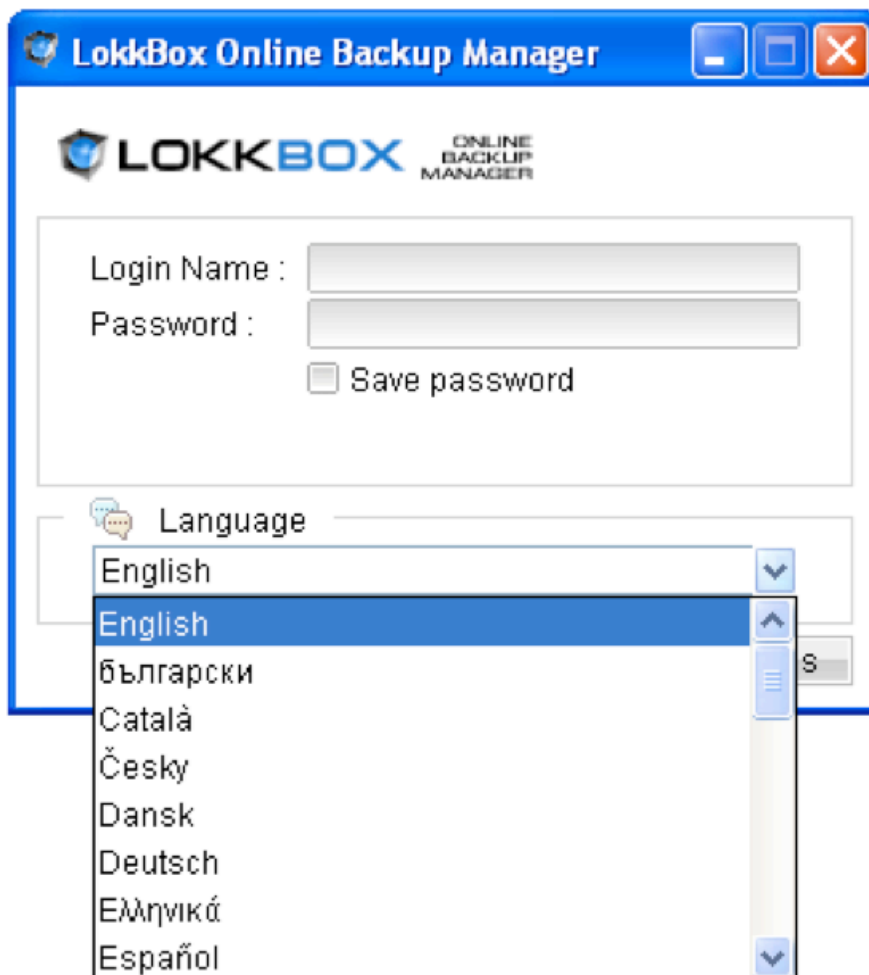 LokkBox Online Backup Manager
LOKKBOX ONLINE
BACKUP
MANAGER
Login Name :
Password :
Save password
Language
English
English
български
Català
Česky
Dansk
Deutsch
Ελληνικά
Español